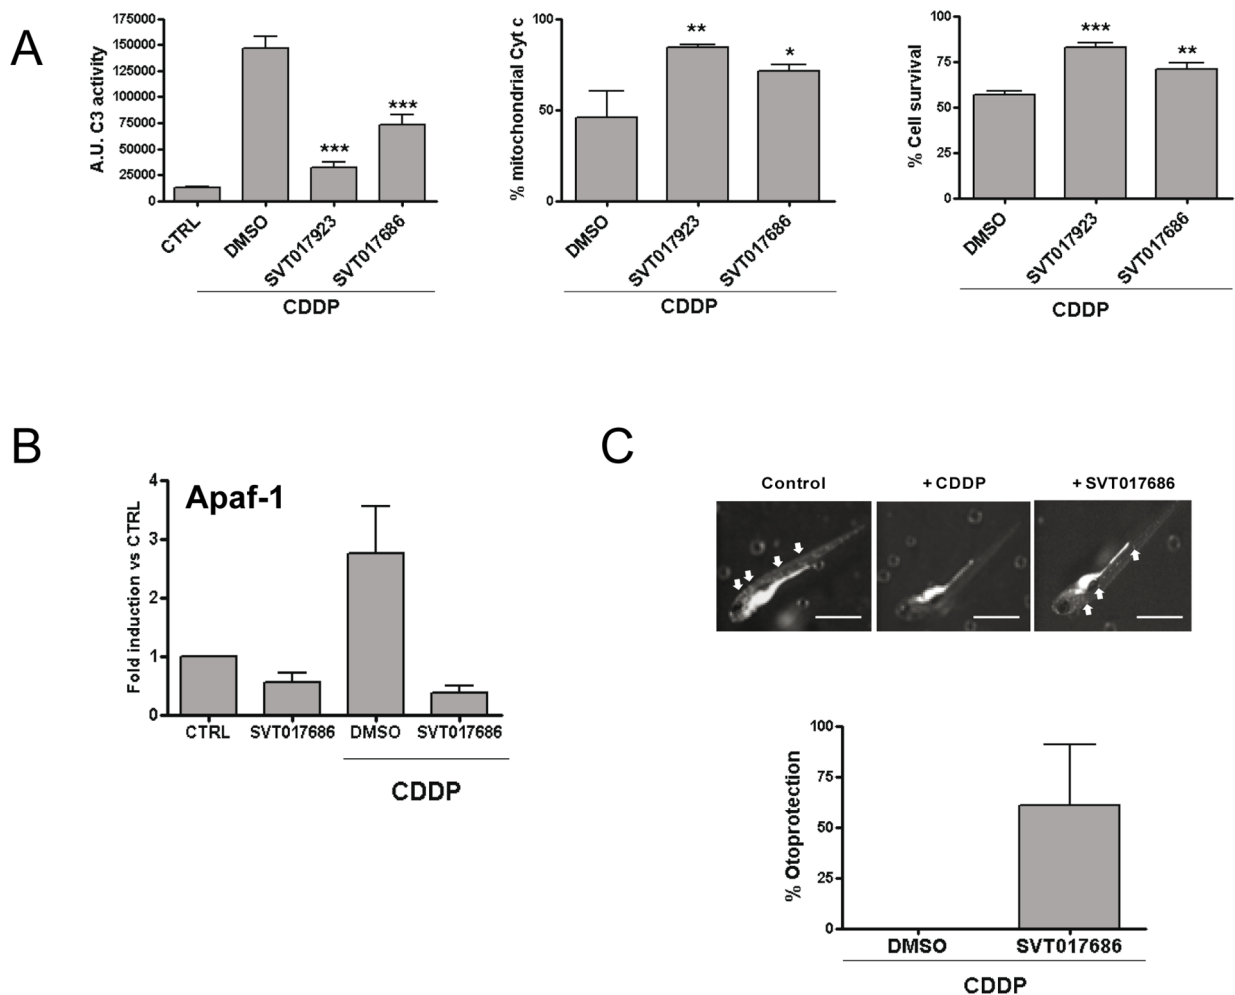 A
A.U. C3 activity
175000
150000
125000
100000
75000
50000
25000
0
***
***
CTRL
DMSO
SVT017923
SVT017686
CDDP
% mitochondrial Cyt c
100
50
0
**
*
DMSO
SVT017923
SVT017686
CDDP
% Cell survival
100
75
50
25
0
***
**
DMSO
SVT017923
SVT017686
CDDP
B
Apaf-1
Fold induction vs CTRL
4
3
2
1
0
CTRL SVT017686 DMSO SVT017686
CDDP
C
Control +CDDP +SVT017686
% Otoprotection
100
75
50
25
0
DMSO SVT017686
CDDP